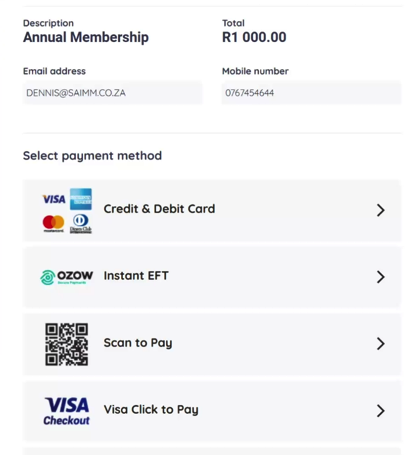 Description
Total
Annual Membership
R1 000.00
Email address
Mobile number
DENNIS@SAIMM.CO.ZA
0767454644
Select payment method
VISA
Credit & Debit Card
OZOW
Instant EFT
Scan to Pay
VISA
Checkout
Visa Click to Pay